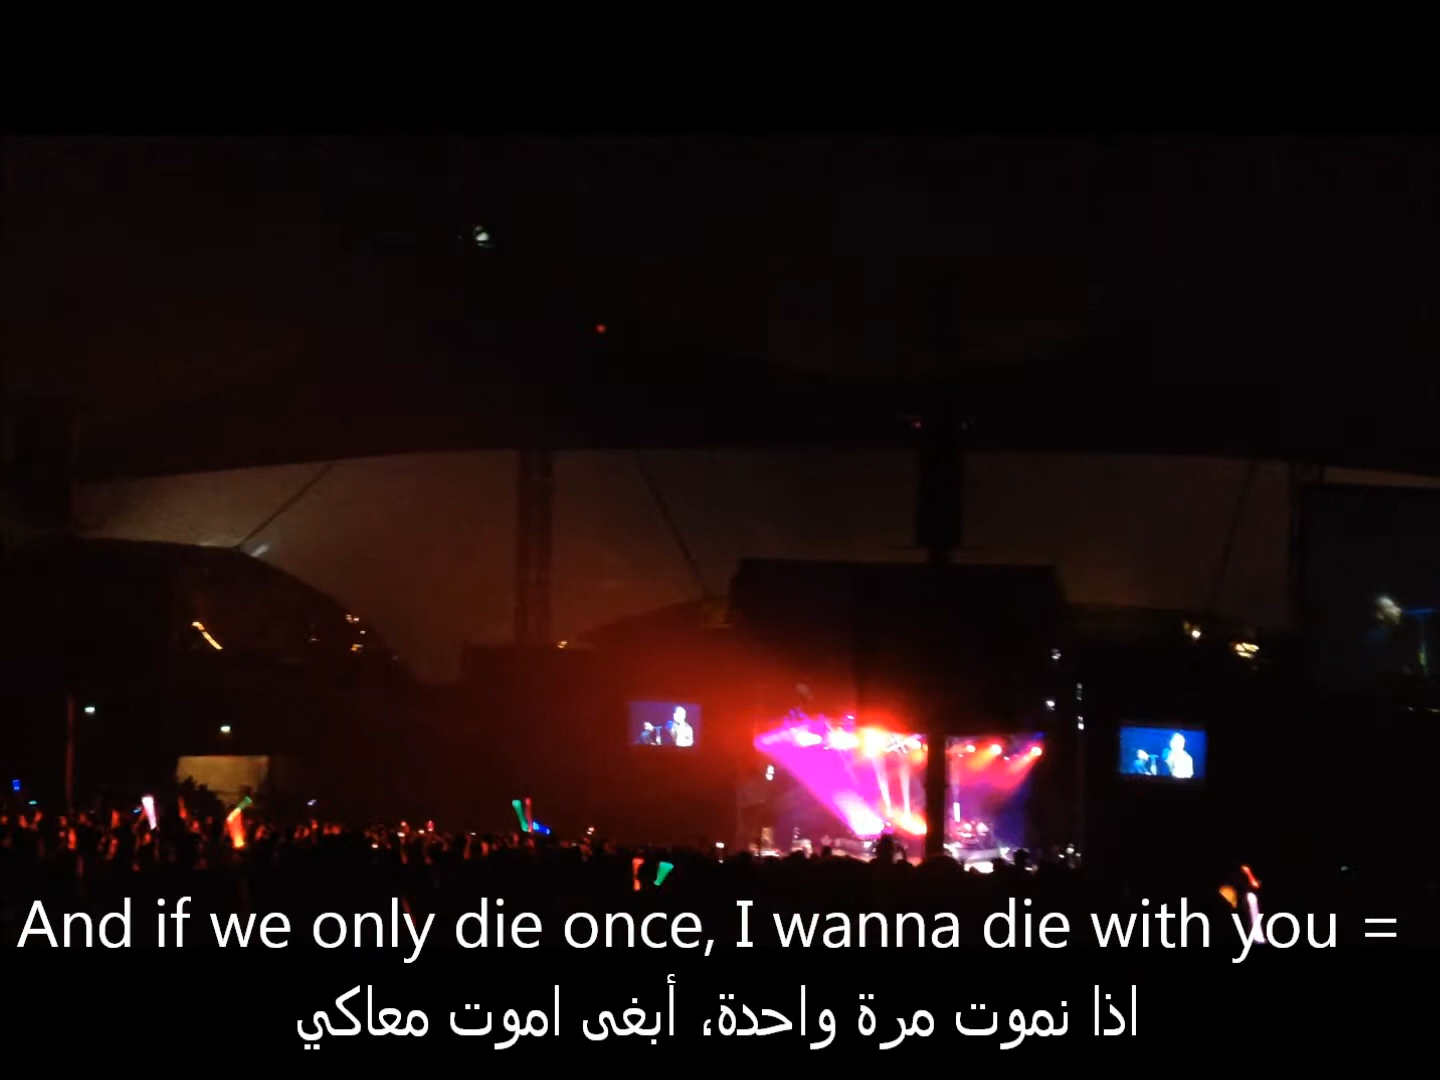 And if we only die once, I wanna die with you =
اذا نموت مرة واحدة، أبغى اموت معاكي